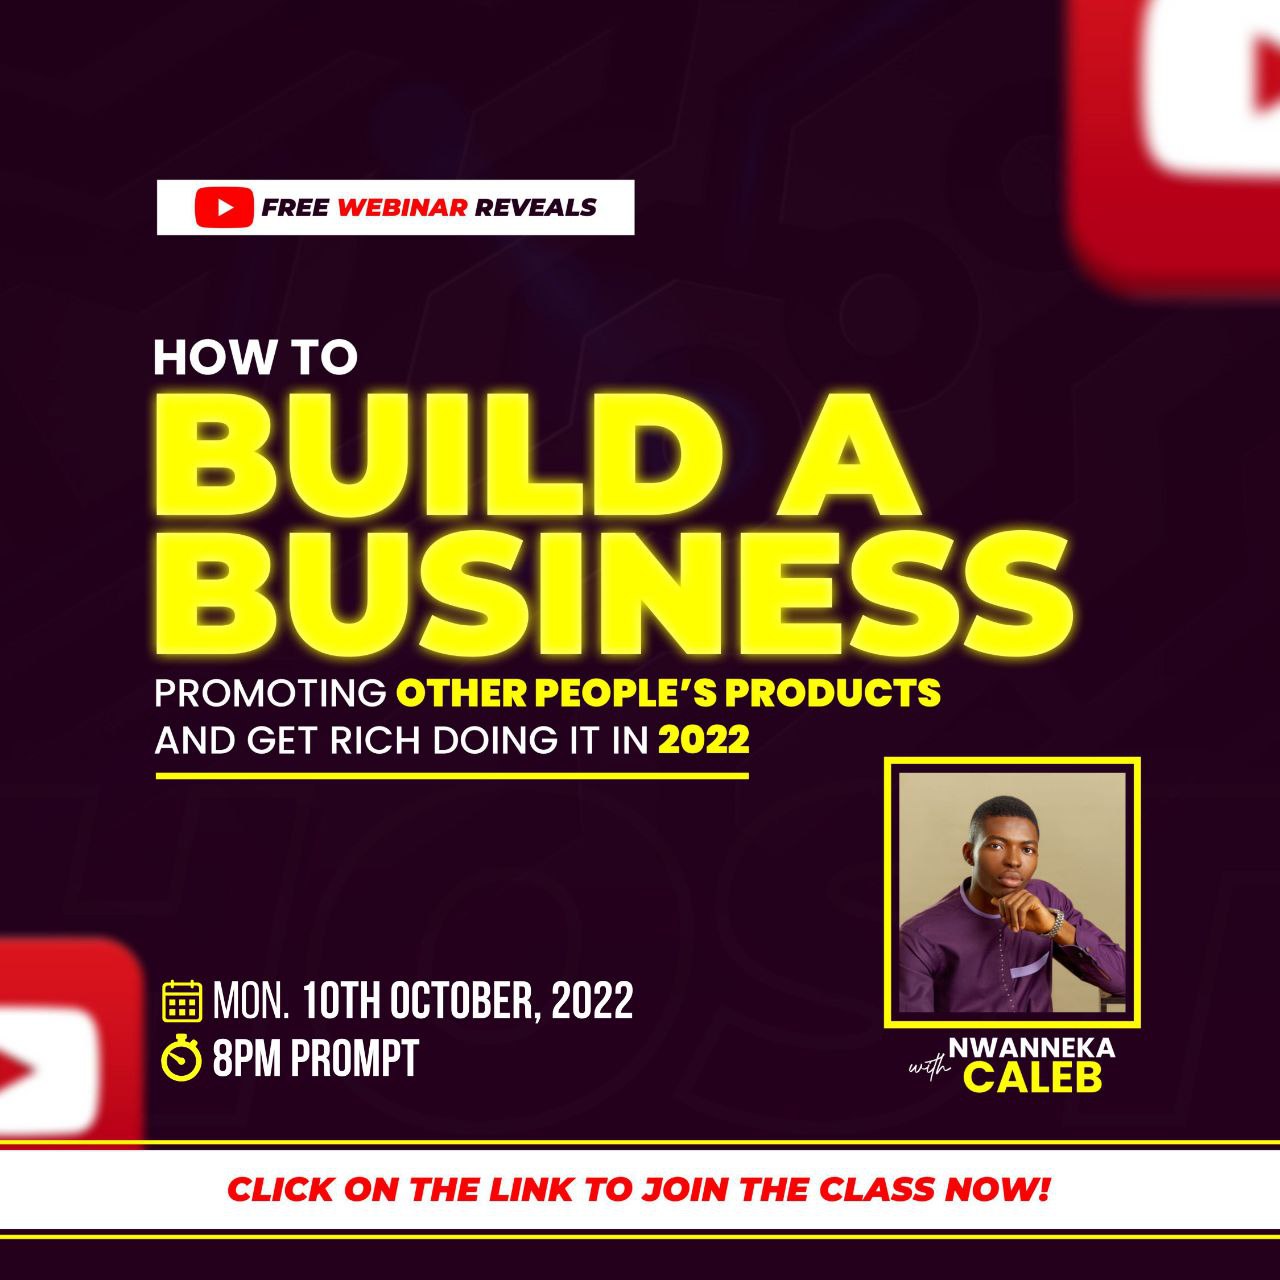 FREE WEBINAR REVEALS
HOW TO
BUILD A
BUSINESS
PROMOTING OTHER PEOPLE’S PRODUCTS
AND GET RICH DOING IT IN 2022
MON. 10TH OCTOBER, 2022
8PM PROMPT
with NWANNEKA
CALEB
CLICK ON THE LINK TO JOIN THE CLASS NOW!